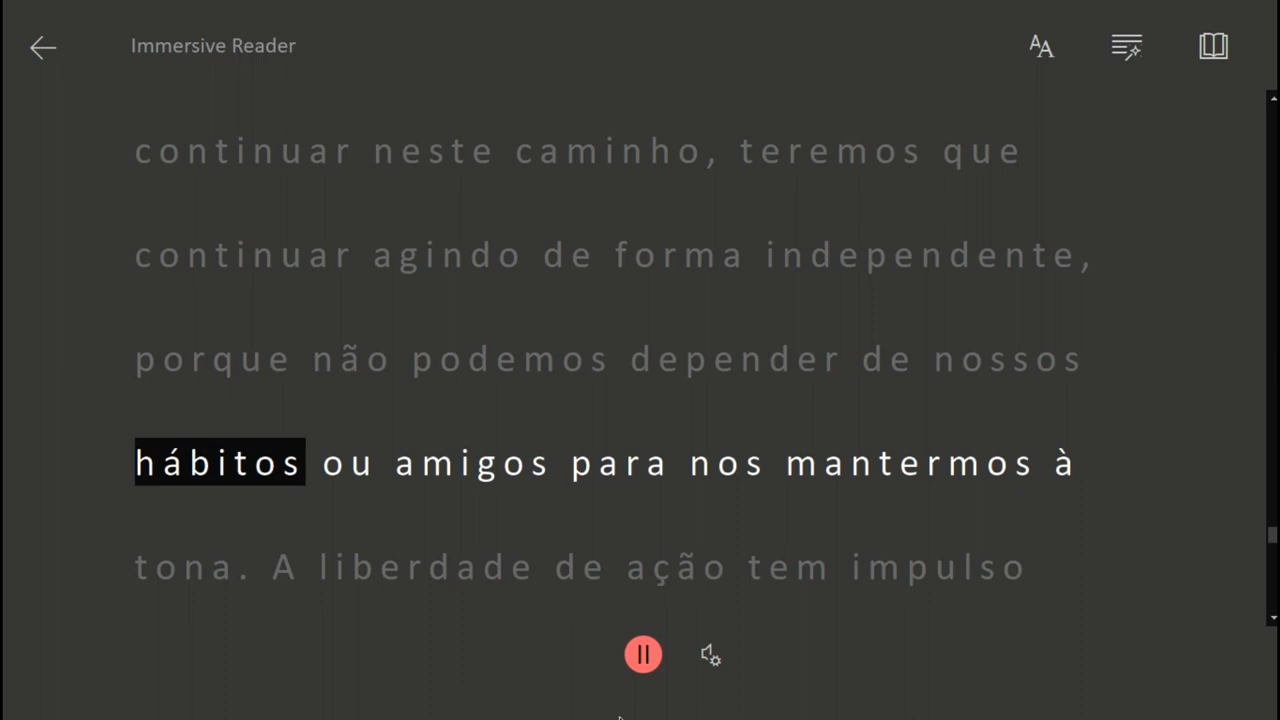 Immersive Reader
continuar neste caminho, teremos que
continuar agindo de forma independente,
porque não podemos depender de nossos
hábitos ou amigos para nos mantermos à
tona. A liberdade de ação tem impulso